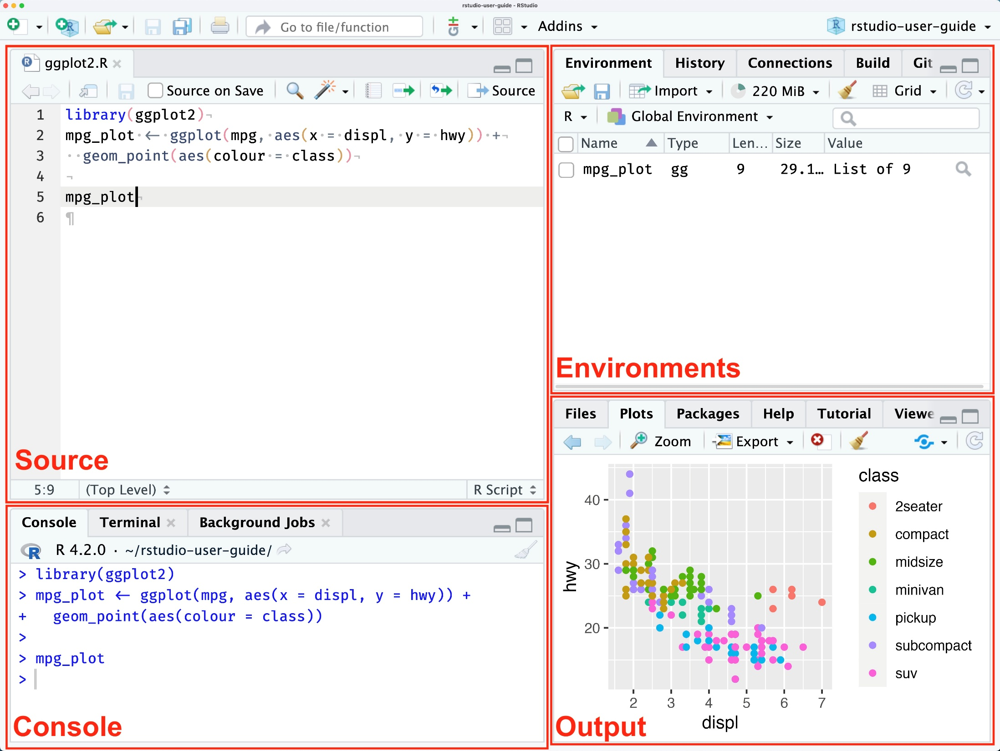 rstudio-user-guide - RStudio
Go to file/function
Git
Addins
rstudio-user-guide
ggplot2.R
Source on Save
Source
1 library(ggplot2)¬
2 mpg_plot·<-·ggplot(mpg,·aes(x·=·displ,·y·=·hwy))·+¬
3 ··geom_point(aes(colour·=·class))¬
4 ¬
5 mpg_plot¬
6 ¶
Source
5:9 (Top Level) R Script
Console Terminal Background Jobs
R 4.2.0 · ~/rstudio-user-guide/
> library(ggplot2)
> mpg_plot <- ggplot(mpg, aes(x = displ, y = hwy)) +
+   geom_point(aes(colour = class))
>
> mpg_plot
>
Console
Environment History Connections Build Git
Import 220 MiB Grid
R Global Environment
Name Type Len... Size Value
mpg_plot gg 9 29.1… List of 9
Environments
Files Plots Packages Help Tutorial Viewe
Zoom Export
hwy
40
30
20
2 3 4 5 6 7
displ
class
2seater
compact
midsize
minivan
pickup
subcompact
suv
Output